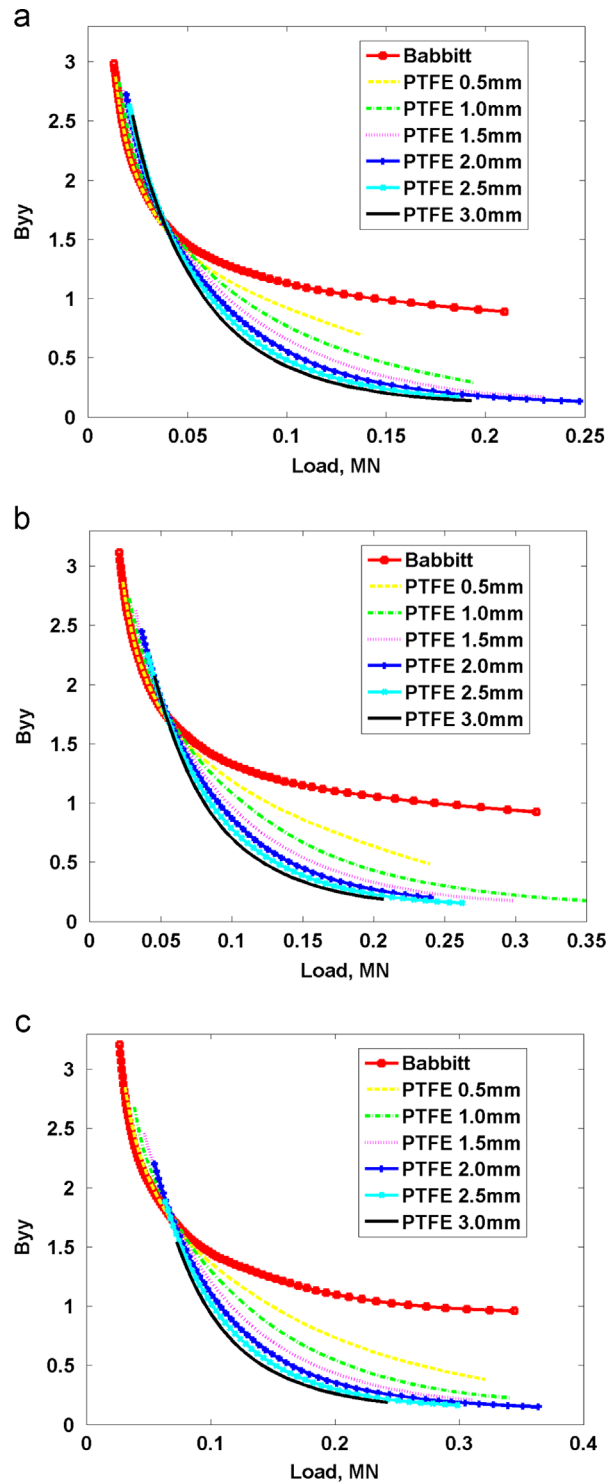 a
3
2.5
2
1.5
1
0.5
0
Byy
Babbitt
PTFE 0.5mm
PTFE 1.0mm
PTFE 1.5mm
PTFE 2.0mm
PTFE 2.5mm
PTFE 3.0mm
0 0.05 0.1 0.15 0.2 0.25
Load, MN
b
3
2.5
2
1.5
1
0.5
0
Byy
Babbitt
PTFE 0.5mm
PTFE 1.0mm
PTFE 1.5mm
PTFE 2.0mm
PTFE 2.5mm
PTFE 3.0mm
0 0.05 0.1 0.15 0.2 0.25 0.3 0.35
Load, MN
c
3
2.5
2
1.5
1
0.5
0
Byy
Babbitt
PTFE 0.5mm
PTFE 1.0mm
PTFE 1.5mm
PTFE 2.0mm
PTFE 2.5mm
PTFE 3.0mm
0 0.1 0.2 0.3 0.4
Load, MN